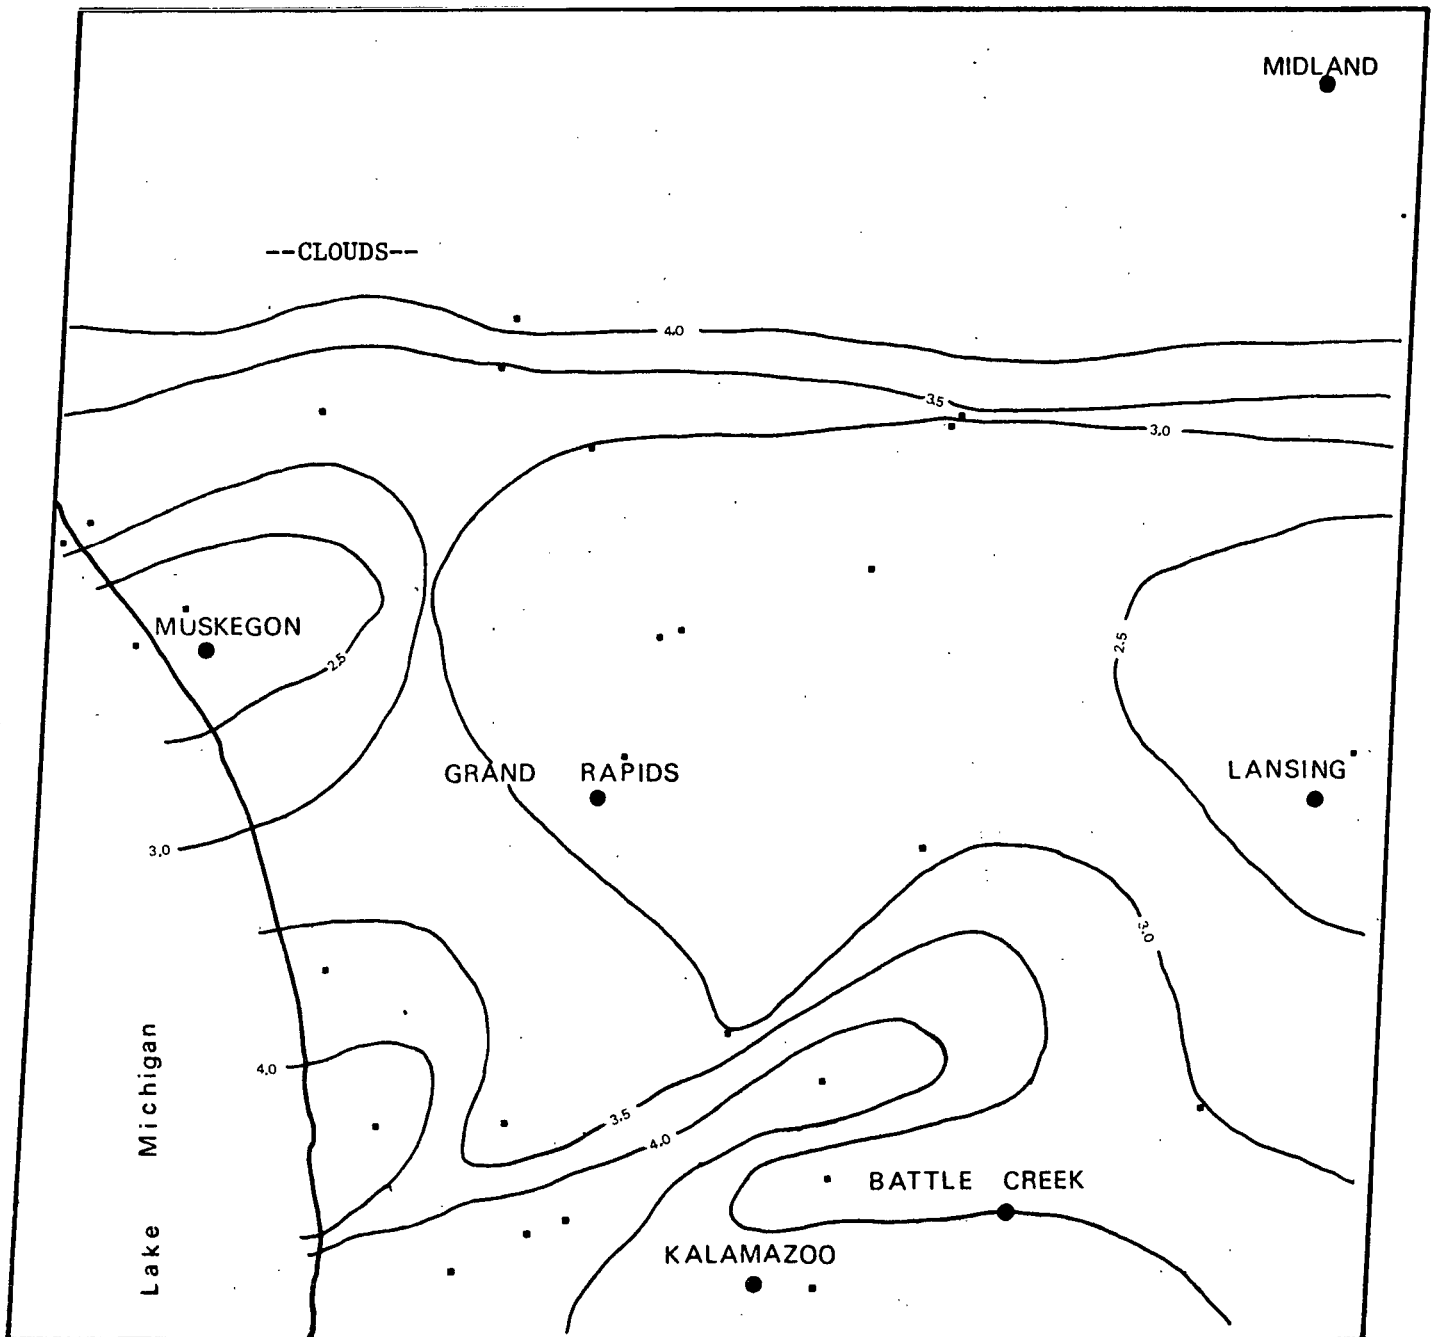 MIDLAND
--CLOUDS--
4.0
3.5
3.0
MUSKEGON
2.5
2.5
GRAND RAPIDS
LANSING
3.0
3.0
4.0
3.5
4.0
BATTLE CREEK
KALAMAZOO
Lake Michigan